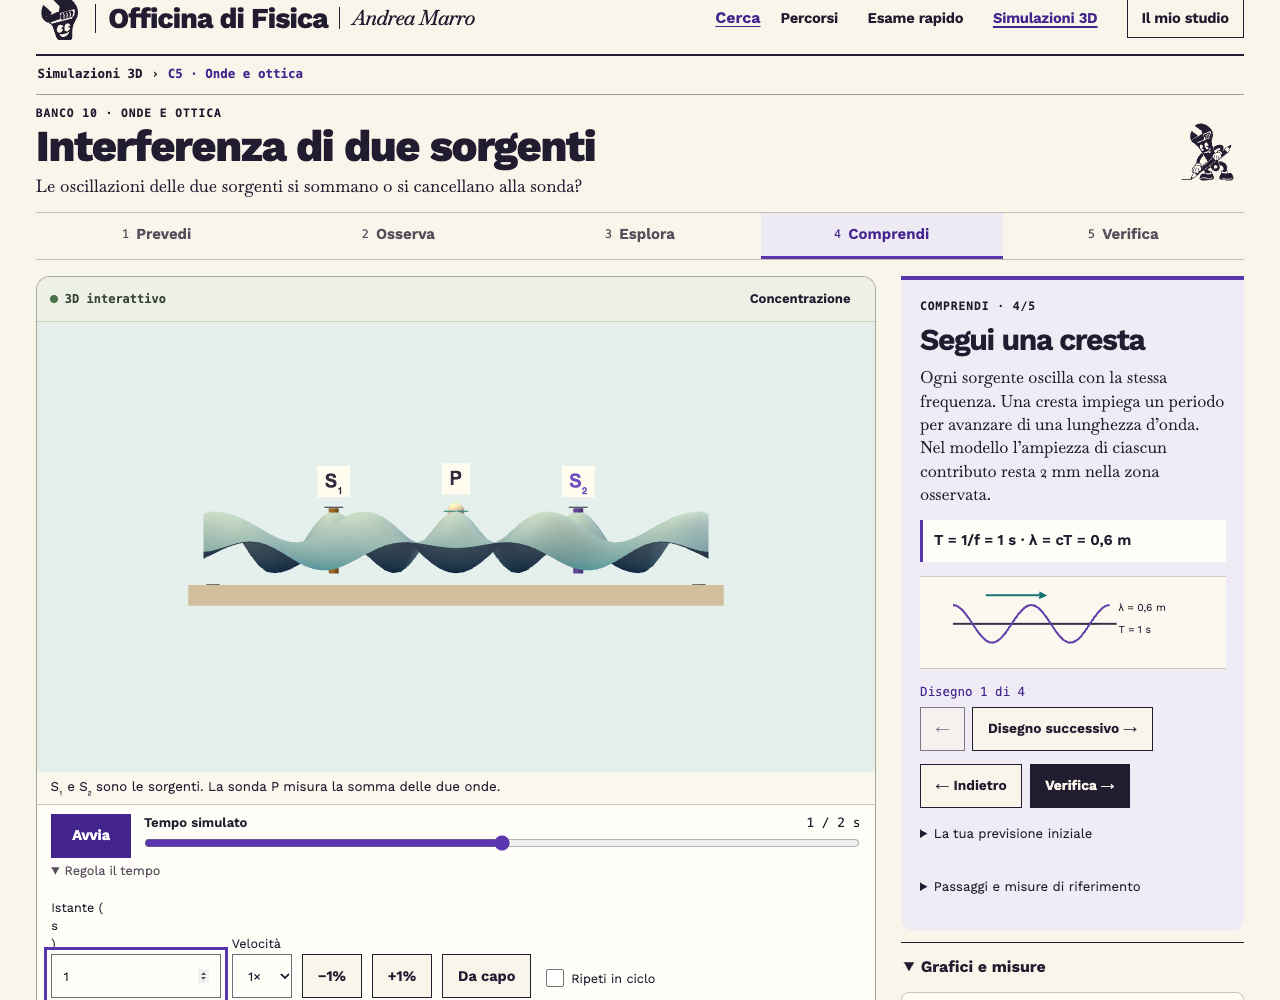 Officina di Fisica
Andrea Marro
Cerca
Percorsi
Esame rapido
Simulazioni 3D
Il mio studio
Simulazioni 3D › C5 · Onde e ottica
BANCO 10 · ONDE E OTTICA
Interferenza di due sorgenti
Le oscillazioni delle due sorgenti si sommano o si cancellano alla sonda?
1 Prevedi
2 Osserva
3 Esplora
4 Comprendi
5 Verifica
3D interattivo
Concentrazione
S₁
P
S₂
S₁ e S₂ sono le sorgenti. La sonda P misura la somma delle due onde.
Avvia
Tempo simulato
1 / 2 s
▼ Regola il tempo
Istante (
s
)
1
Velocità
1×
−1%
+1%
Da capo
Ripeti in ciclo
COMPRENDI · 4/5
Segui una cresta
Ogni sorgente oscilla con la stessa
frequenza. Una cresta impiega un periodo
per avanzare di una lunghezza d’onda.
Nel modello l’ampiezza di ciascun
contributo resta 2 mm nella zona
osservata.
T = 1/f = 1 s · λ = cT = 0,6 m
λ = 0,6 m
T = 1 s
Disegno 1 di 4
←
Disegno successivo →
← Indietro
Verifica →
▶ La tua previsione iniziale
▶ Passaggi e misure di riferimento
▼ Grafici e misure